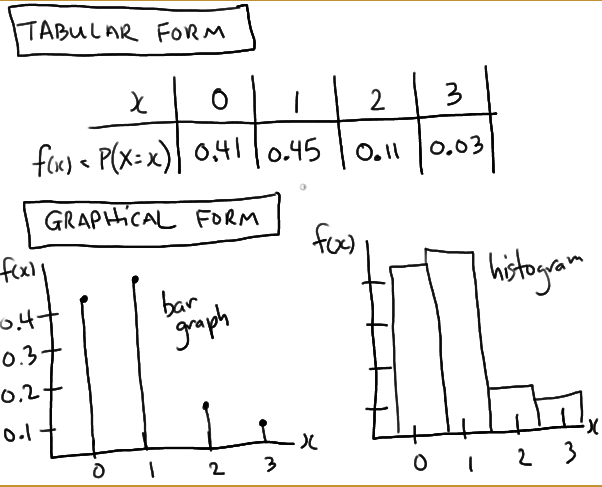 TABULAR FORM
x 0 1 2 3
f(x) = P(X=x) 0.41 0.45 0.11 0.03
GRAPHICAL FORM
f(x)
0.4
0.3
0.2
0.1
bar
graph
0 1 2 3 x
f(x)
histogram
0 1 2 3 x